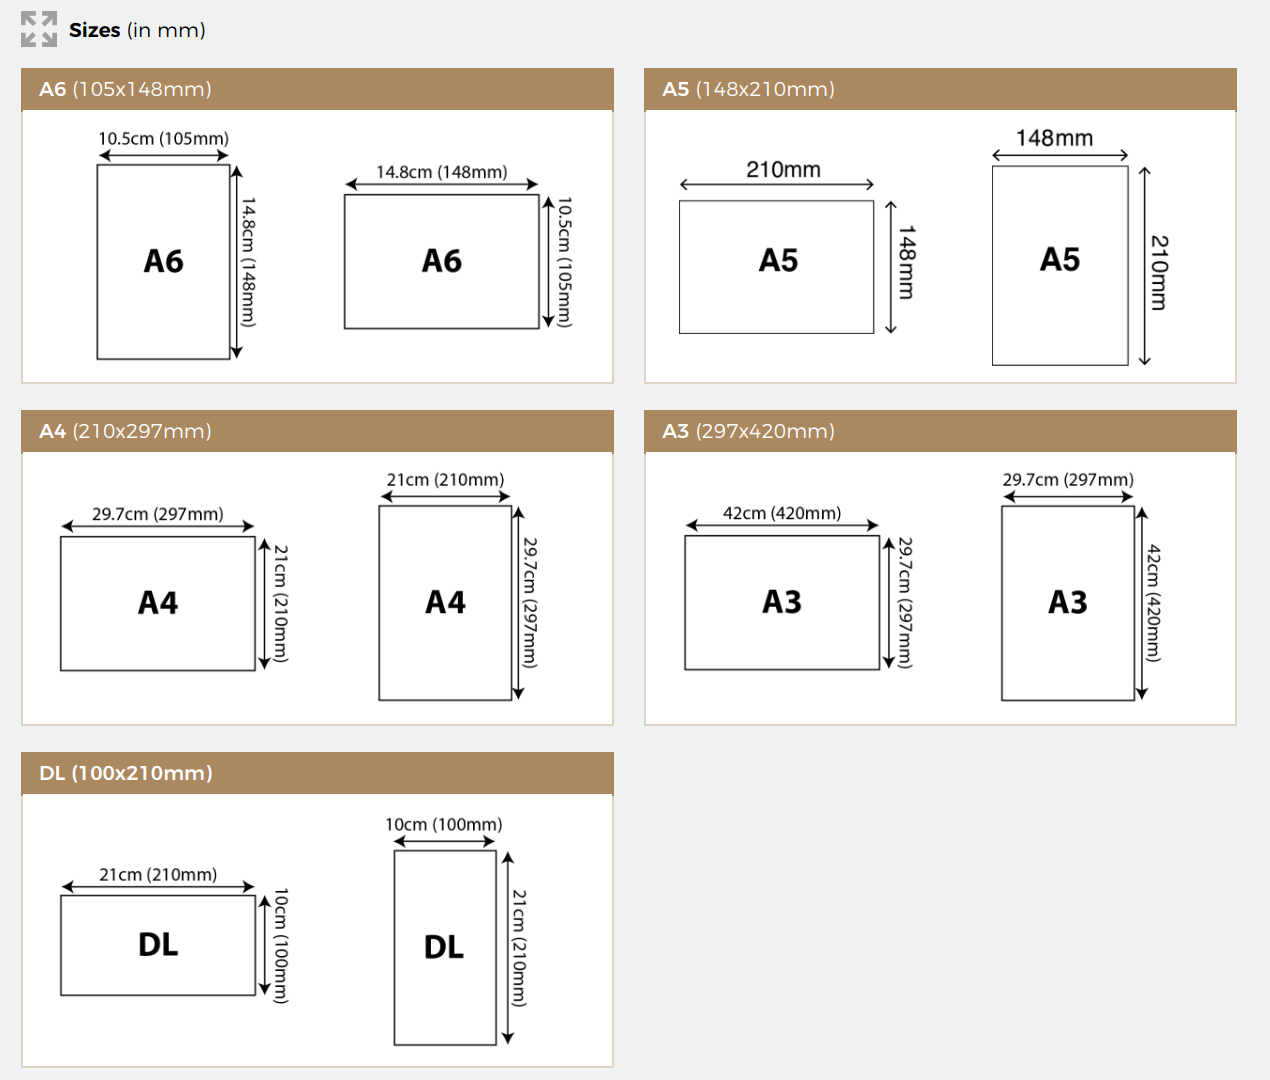 Sizes (in mm)
A6 (105x148mm)
10.5cm (105mm)
14.8cm (148mm)
A6
14.8cm (148mm)
10.5cm (105mm)
A6
A5 (148x210mm)
210mm
148mm
A5
148mm
210mm
A5
A4 (210x297mm)
29.7cm (297mm)
21cm (210mm)
A4
21cm (210mm)
29.7cm (297mm)
A4
A3 (297x420mm)
42cm (420mm)
29.7cm (297mm)
A3
29.7cm (297mm)
42cm (420mm)
A3
DL (100x210mm)
21cm (210mm)
10cm (100mm)
DL
10cm (100mm)
21cm (210mm)
DL